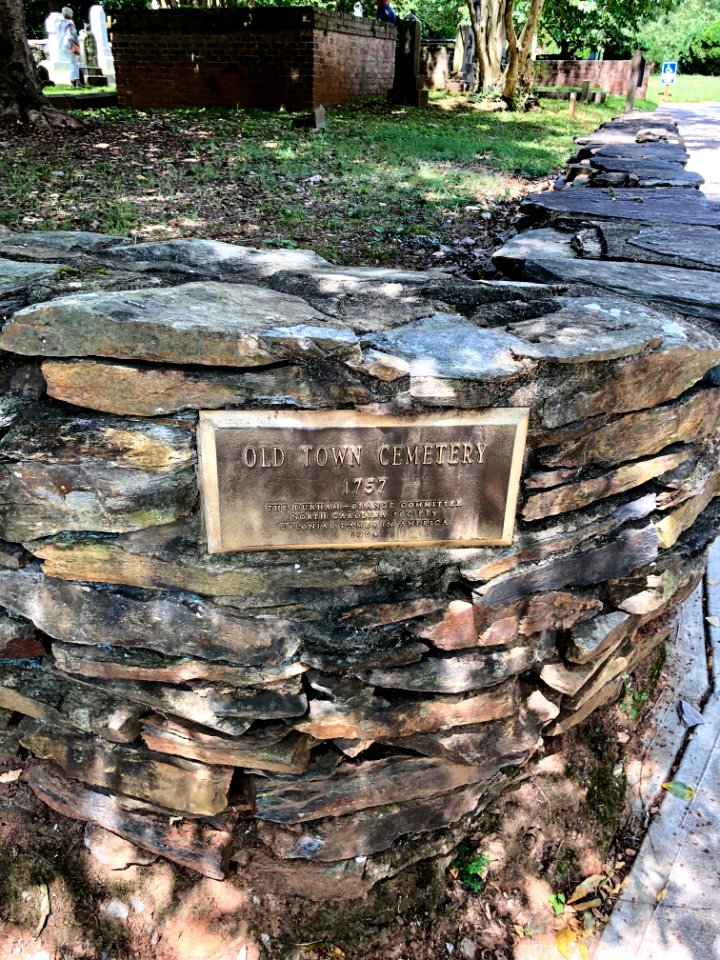 OLD TOWN CEMETERY
1757
THE DURHAM–ORANGE COMMITTEE
NORTH CAROLINA SOCIETY
COLONIAL DAMES IN AMERICA